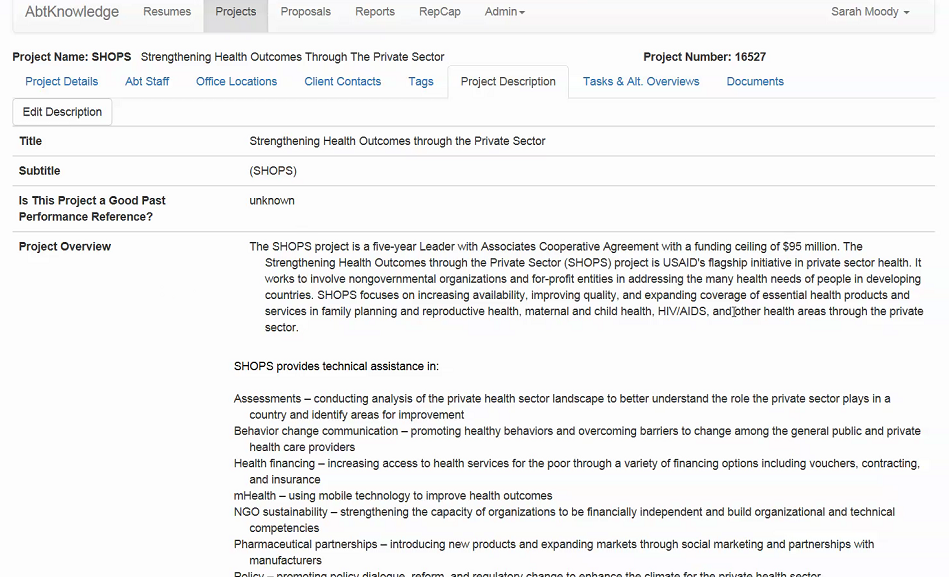 AbtKnowledge Resumes Projects Proposals Reports RepCap Admin Sarah Moody
Project Name: SHOPS Strengthening Health Outcomes Through The Private Sector Project Number: 16527
Project Details Abt Staff Office Locations Client Contacts Tags Project Description Tasks & Alt. Overviews Documents
Edit Description
Title Strengthening Health Outcomes through the Private Sector
Subtitle (SHOPS)
Is This Project a Good Past unknown
Performance Reference?
Project Overview The SHOPS project is a five-year Leader with Associates Cooperative Agreement with a funding ceiling of $95 million. The
Strengthening Health Outcomes through the Private Sector (SHOPS) project is USAID's flagship initiative in private sector health. It
works to involve nongovernmental organizations and for-profit entities in addressing the many health needs of people in developing
countries. SHOPS focuses on increasing availability, improving quality, and expanding coverage of essential health products and
services in family planning and reproductive health, maternal and child health, HIV/AIDS, and other health areas through the private
sector.
SHOPS provides technical assistance in:
Assessments – conducting analysis of the private health sector landscape to better understand the role the private sector plays in a
country and identify areas for improvement
Behavior change communication – promoting healthy behaviors and overcoming barriers to change among the general public and private
health care providers
Health financing – increasing access to health services for the poor through a variety of financing options including vouchers, contracting,
and insurance
mHealth – using mobile technology to improve health outcomes
NGO sustainability – strengthening the capacity of organizations to be financially independent and build organizational and technical
competencies
Pharmaceutical partnerships – introducing new products and expanding markets through social marketing and partnerships with
manufacturers
Policy – promoting policy dialogue, reform, and regulatory change to enhance the climate for the private health sector